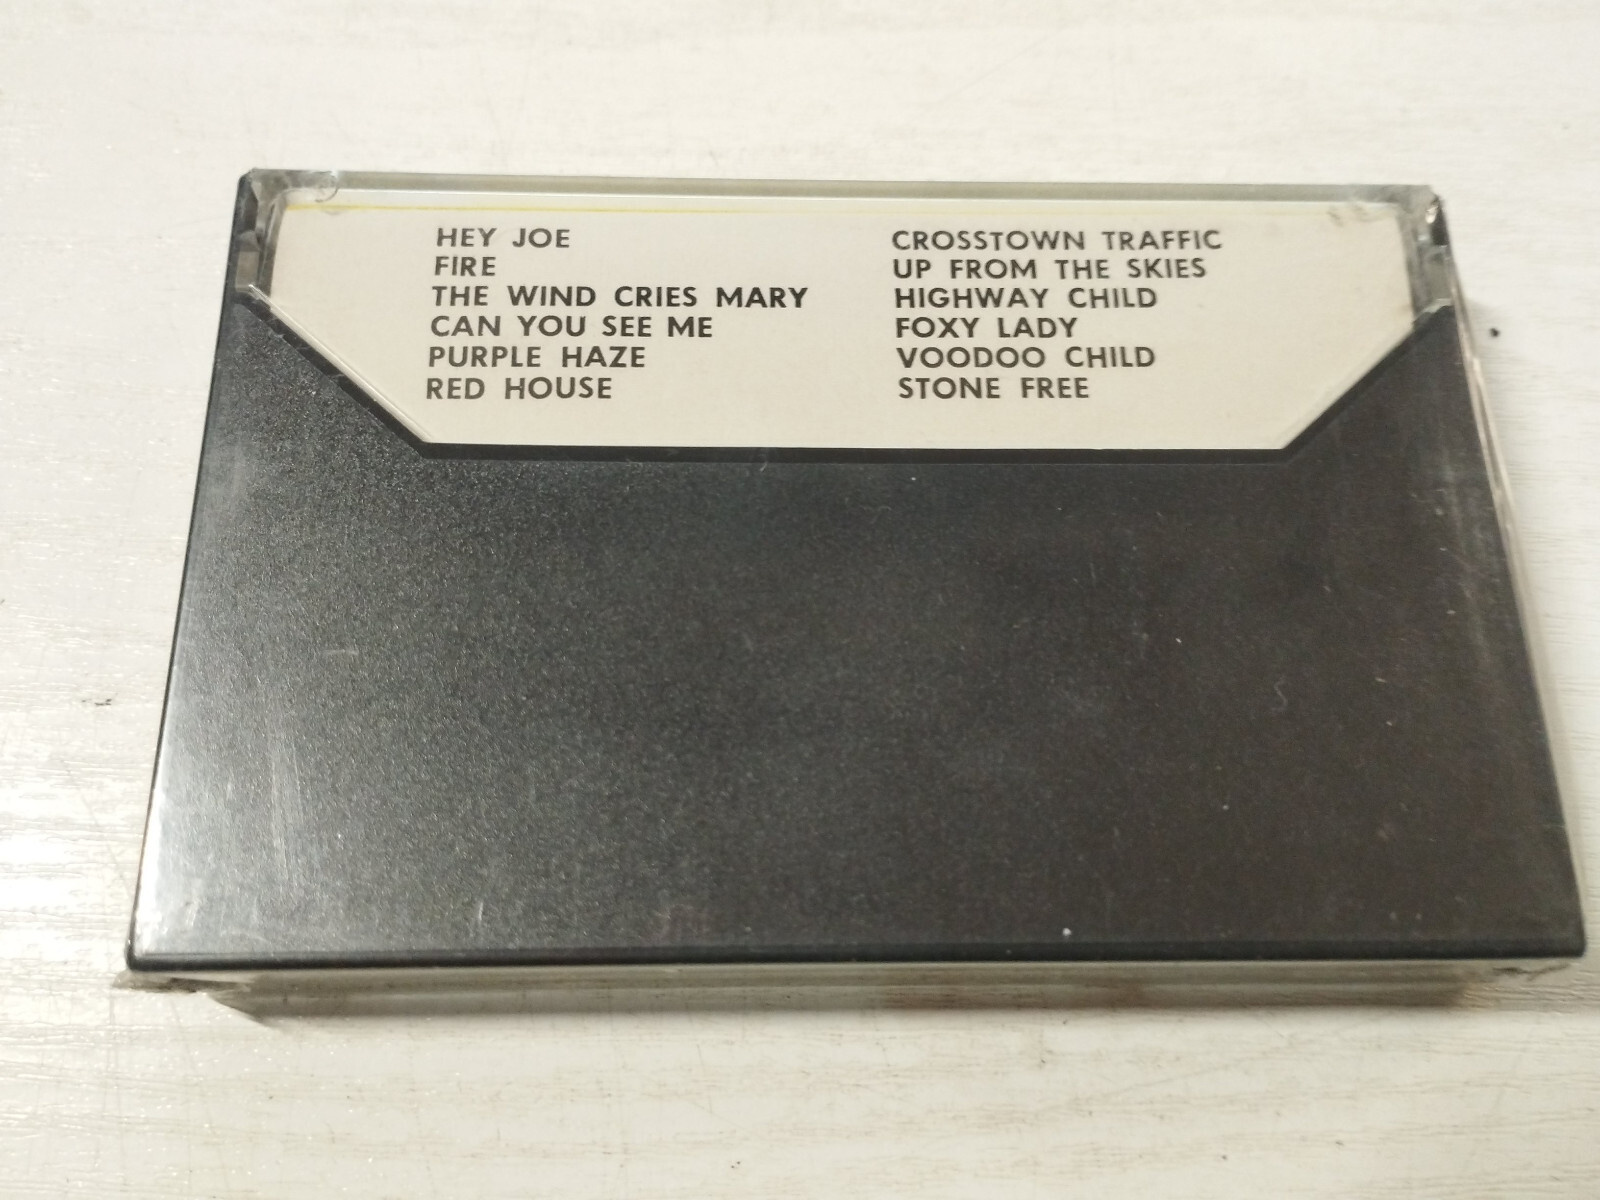 HEY JOE
FIRE
THE WIND CRIES MARY
CAN YOU SEE ME
PURPLE HAZE
RED HOUSE
CROSSTOWN TRAFFIC
UP FROM THE SKIES
HIGHWAY CHILD
FOXY LADY
VOODOO CHILD
STONE FREE